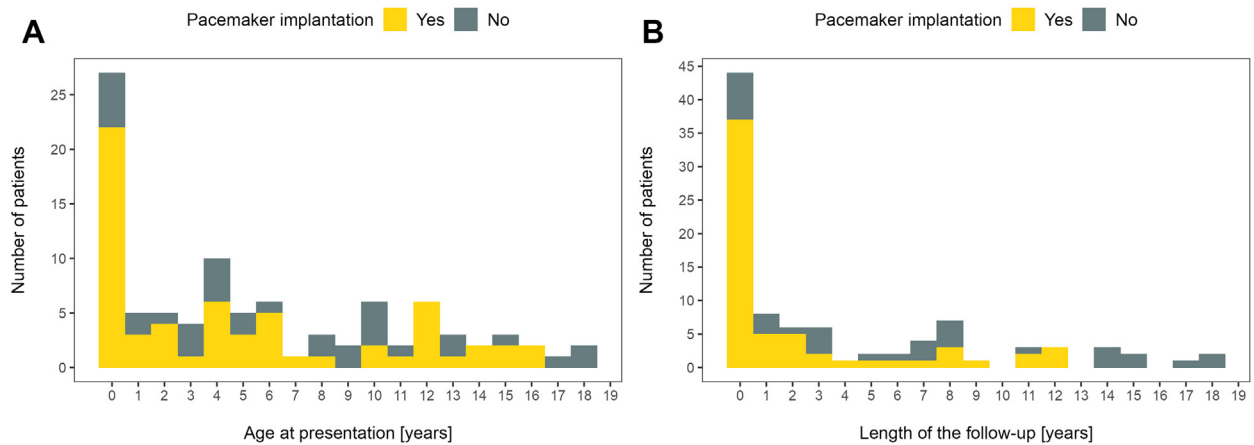 A
Pacemaker implantation Yes No
Number of patients
25
20
15
10
5
0
0 1 2 3 4 5 6 7 8 9 10 11 12 13 14 15 16 17 18 19
Age at presentation [years]
B
Pacemaker implantation Yes No
Number of patients
45
40
35
30
25
20
15
10
5
0
0 1 2 3 4 5 6 7 8 9 10 11 12 13 14 15 16 17 18 19
Length of the follow-up [years]